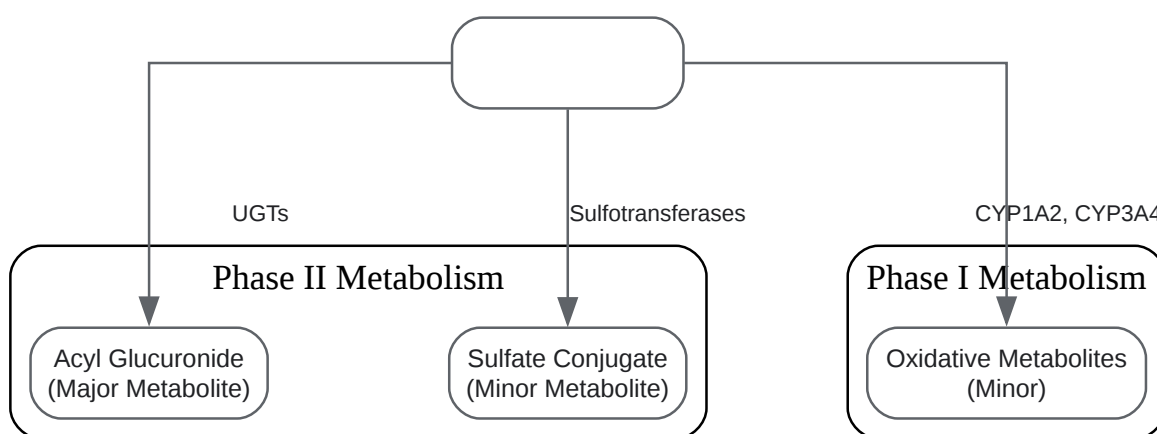 UGTs
Sulfotransferases
CYP1A2, CYP3A4
Phase II Metabolism
Phase I Metabolism
Acyl Glucuronide
(Major Metabolite)
Sulfate Conjugate
(Minor Metabolite)
Oxidative Metabolites
(Minor)